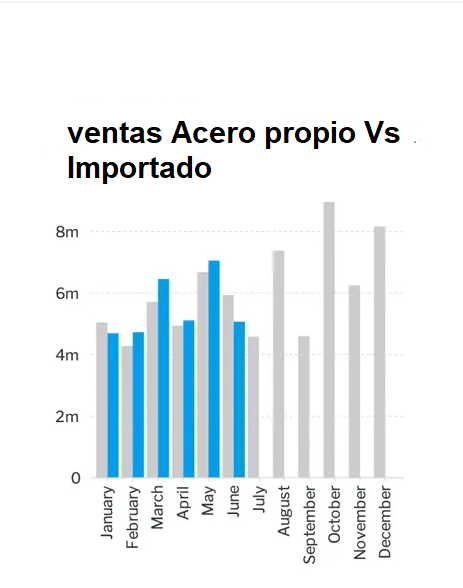 ventas Acero propio Vs
Importado
8m
6m
4m
2m
0
January
February
March
April
May
June
July
August
September
October
November
December